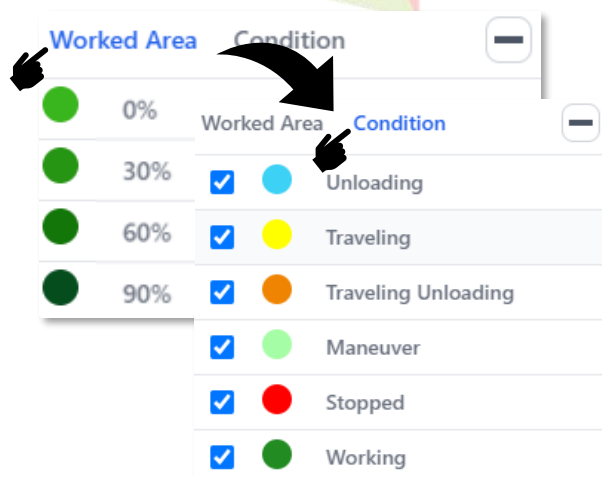 Worked Area Condition
0%
30%
60%
90%
Worked Area Condition
Unloading
Traveling
Traveling Unloading
Maneuver
Stopped
Working